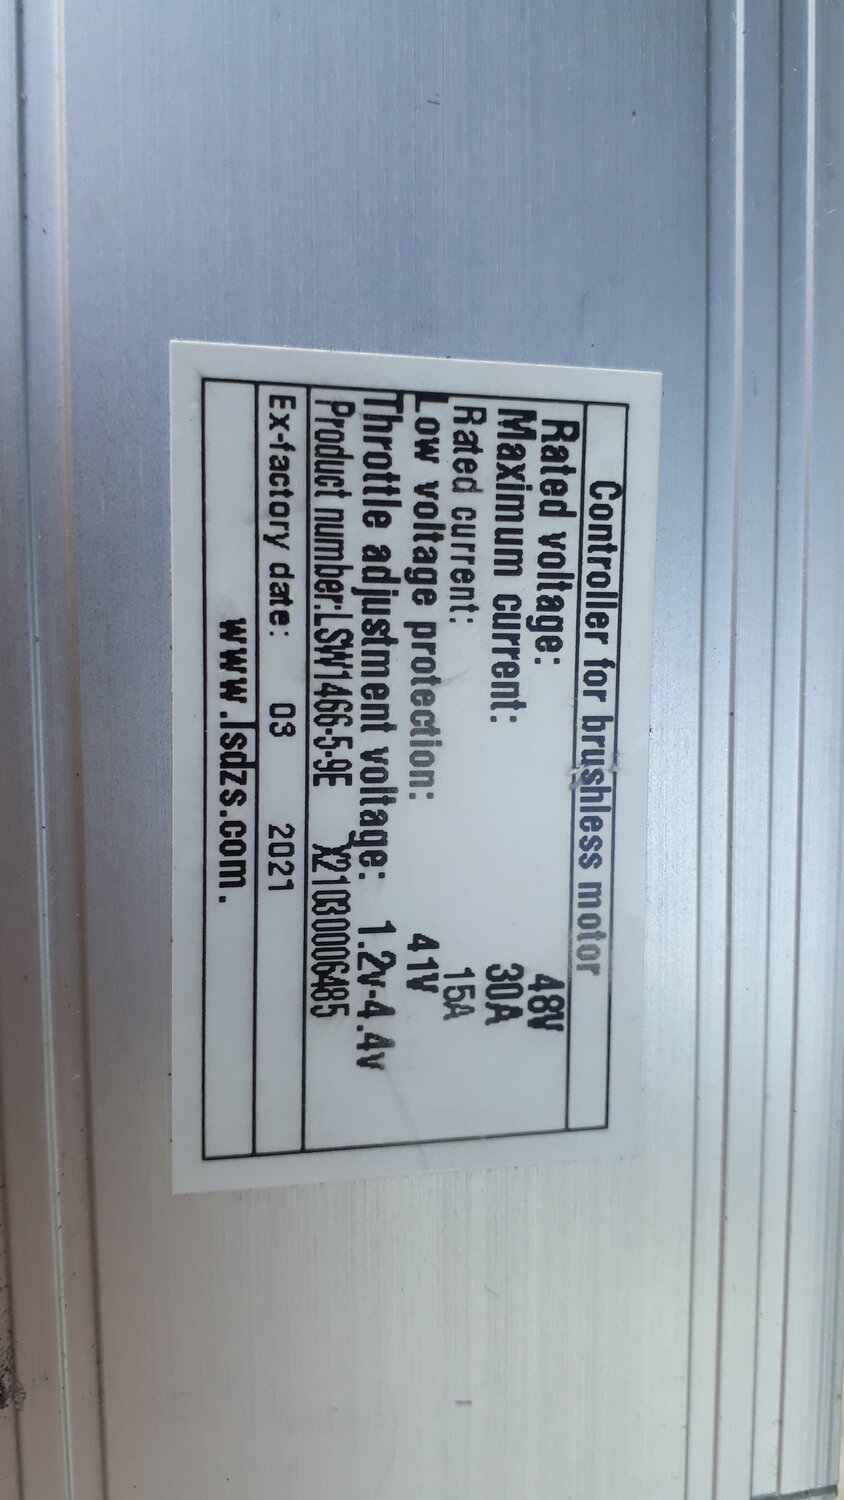 Controller for brushless motor
Rated voltage: 48V
Maximum current: 30A
Rated current: 15A
Low voltage protection: 41V
Throttle adjustment voltage: 1.2v-4.4v
Product number:LSW1466-5-9E X21030006485
Ex-factory date: 03 2021
www.lsdzs.com.